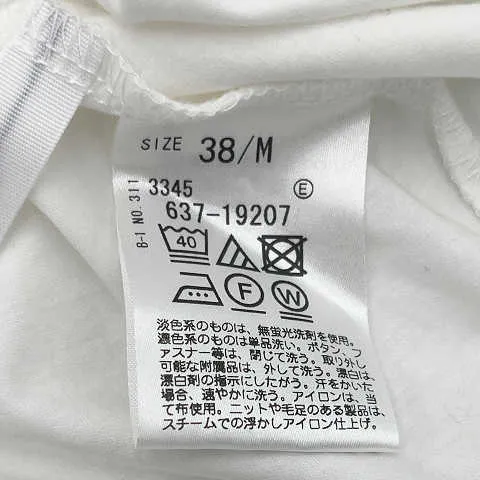 SIZE 38/M
B-1 NO.311
3345 E
637-19207
40
F W
淡色系のものは、無蛍光洗剤を使用。
濃色系のものは単品洗い。ボタン、フ
ァスナー等は、閉じて洗う。取り外し
可能な附属品は、外して洗う。漂白は、
漂白剤の指示にしたがう。汗をかいた
場合、速やかに洗う。アイロンは、当
て布使用。ニットや毛足のある製品は、
スチームでの浮かしアイロン仕上げ。